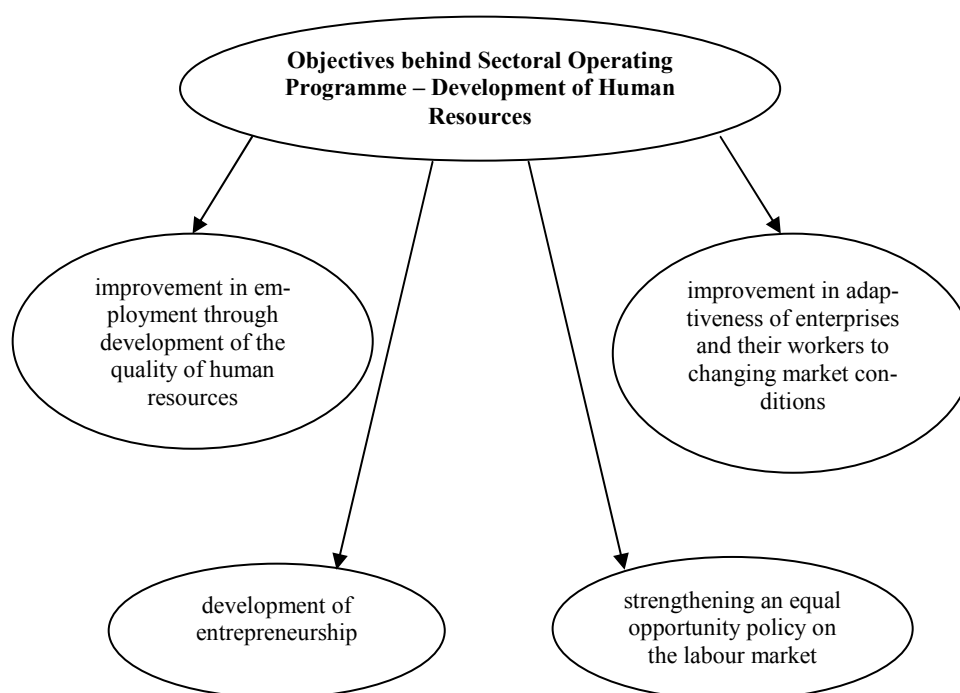 Objectives behind Sectoral Operating
Programme – Development of Human
Resources
improvement in em-
ployment through
development of the
quality of human
resources
improvement in adap-
tiveness of enterprises
and their workers to
changing market con-
ditions
development of
entrepreneurship
strengthening an equal
opportunity policy on
the labour market